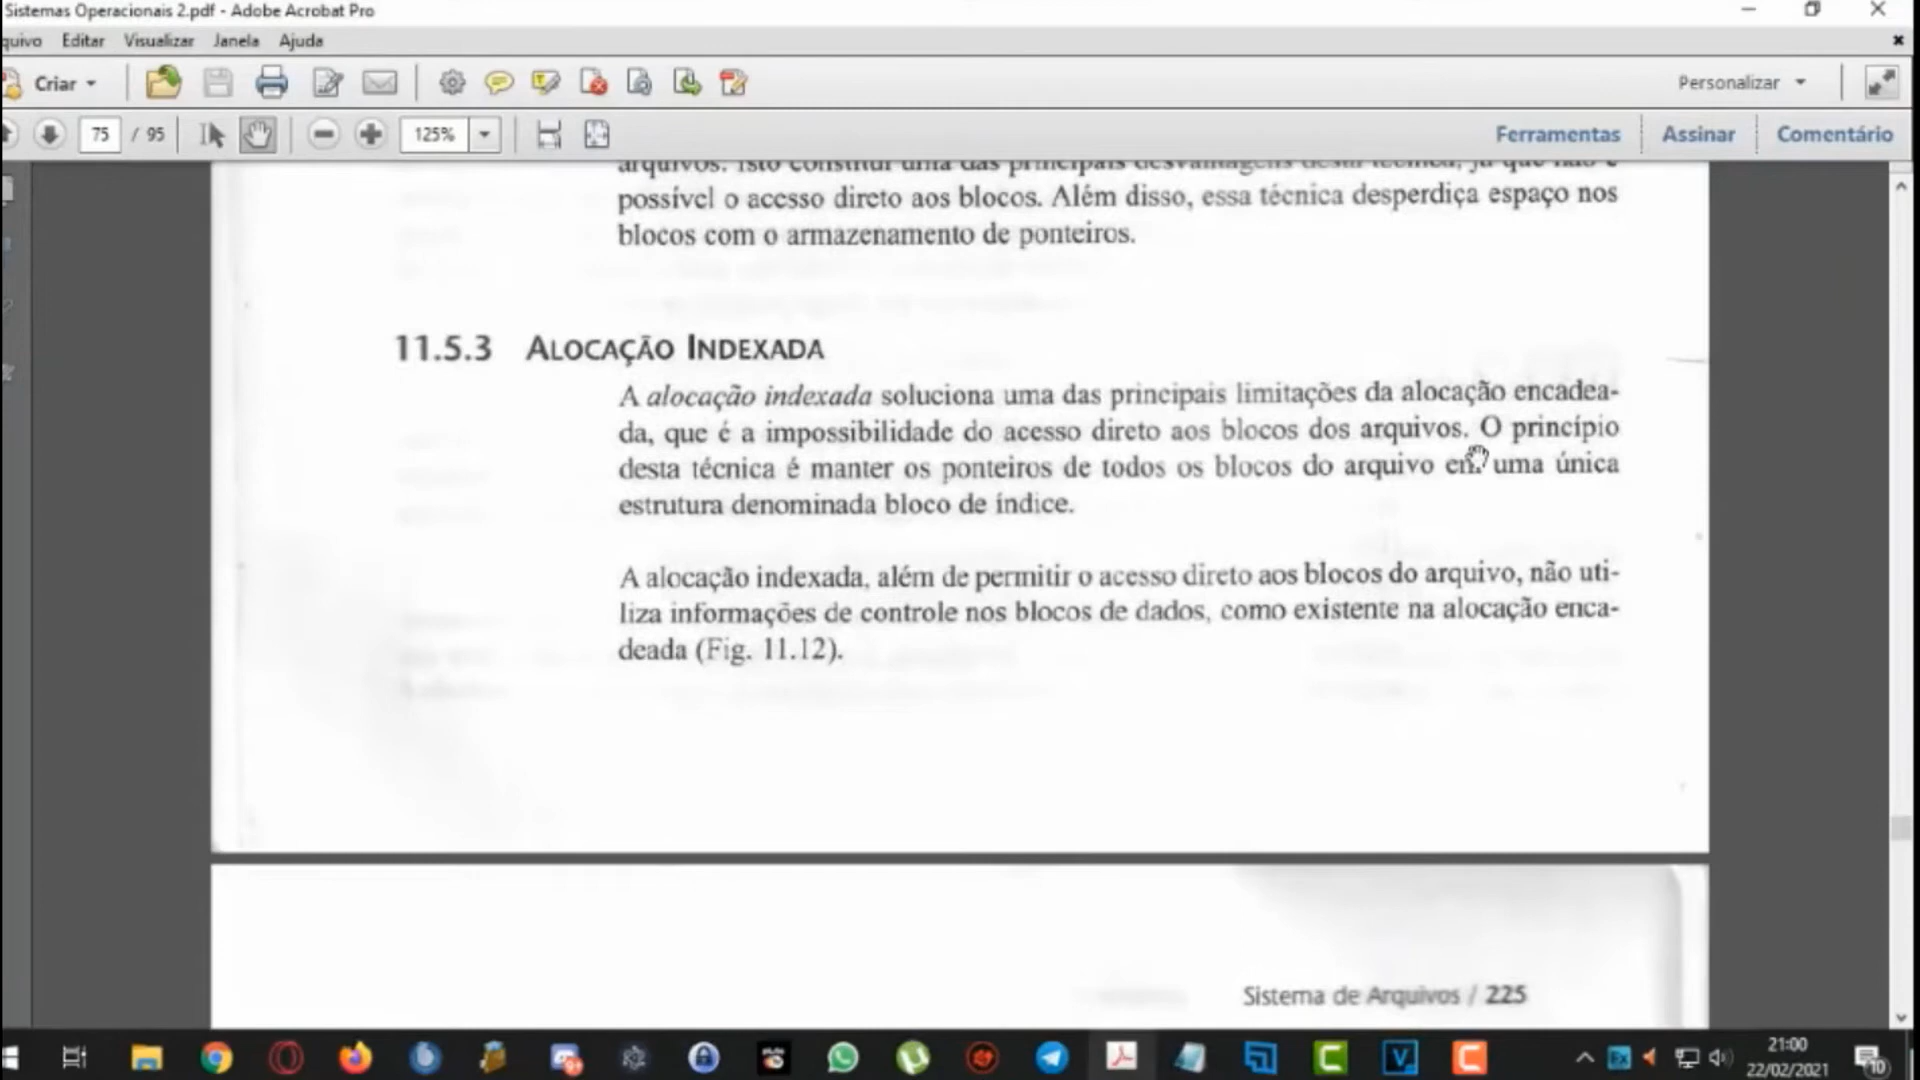 Sistemas Operacionais 2.pdf - Adobe Acrobat Pro
quivo Editar Visualizar Janela Ajuda
Criar
Personalizar
75 / 95 125% Ferramentas Assinar Comentário
arquivos. Isto constitui uma das principais desvantagens desta técnica, já que não é
possível o acesso direto aos blocos. Além disso, essa técnica desperdiça espaço nos
blocos com o armazenamento de ponteiros.
11.5.3 ALOCAÇÃO INDEXADA
A alocação indexada soluciona uma das principais limitações da alocação encadea-
da, que é a impossibilidade do acesso direto aos blocos dos arquivos. O princípio
desta técnica é manter os ponteiros de todos os blocos do arquivo em uma única
estrutura denominada bloco de índice.
A alocação indexada, além de permitir o acesso direto aos blocos do arquivo, não uti-
liza informações de controle nos blocos de dados, como existente na alocação enca-
deada (Fig. 11.12).
Sistema de Arquivos / 225
21:00
22/02/2021
10